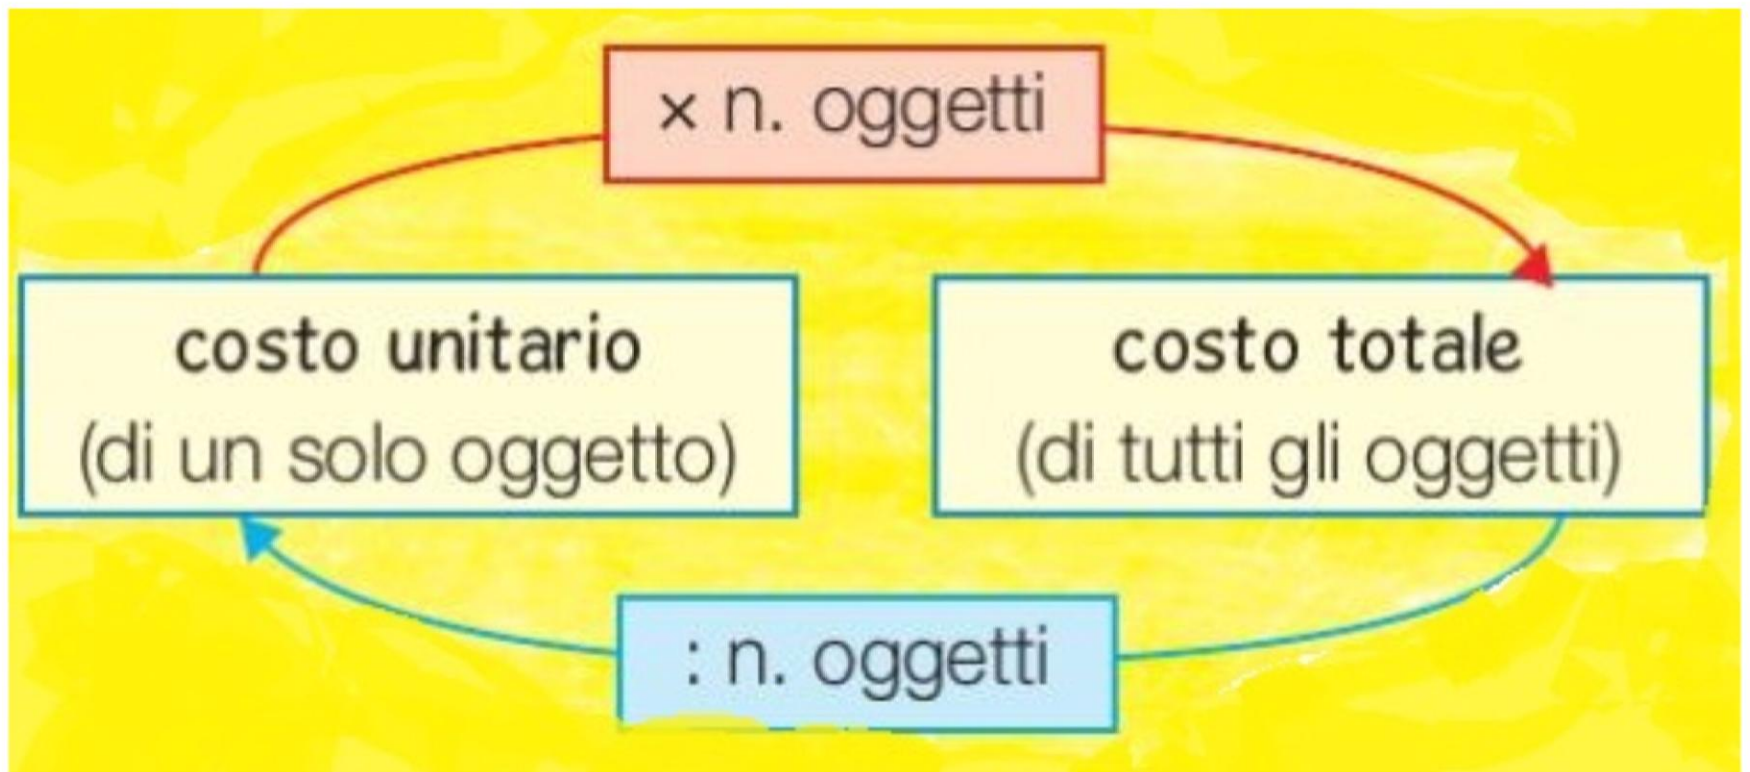 × n. oggetti
costo unitario
(di un solo oggetto)
costo totale
(di tutti gli oggetti)
: n. oggetti